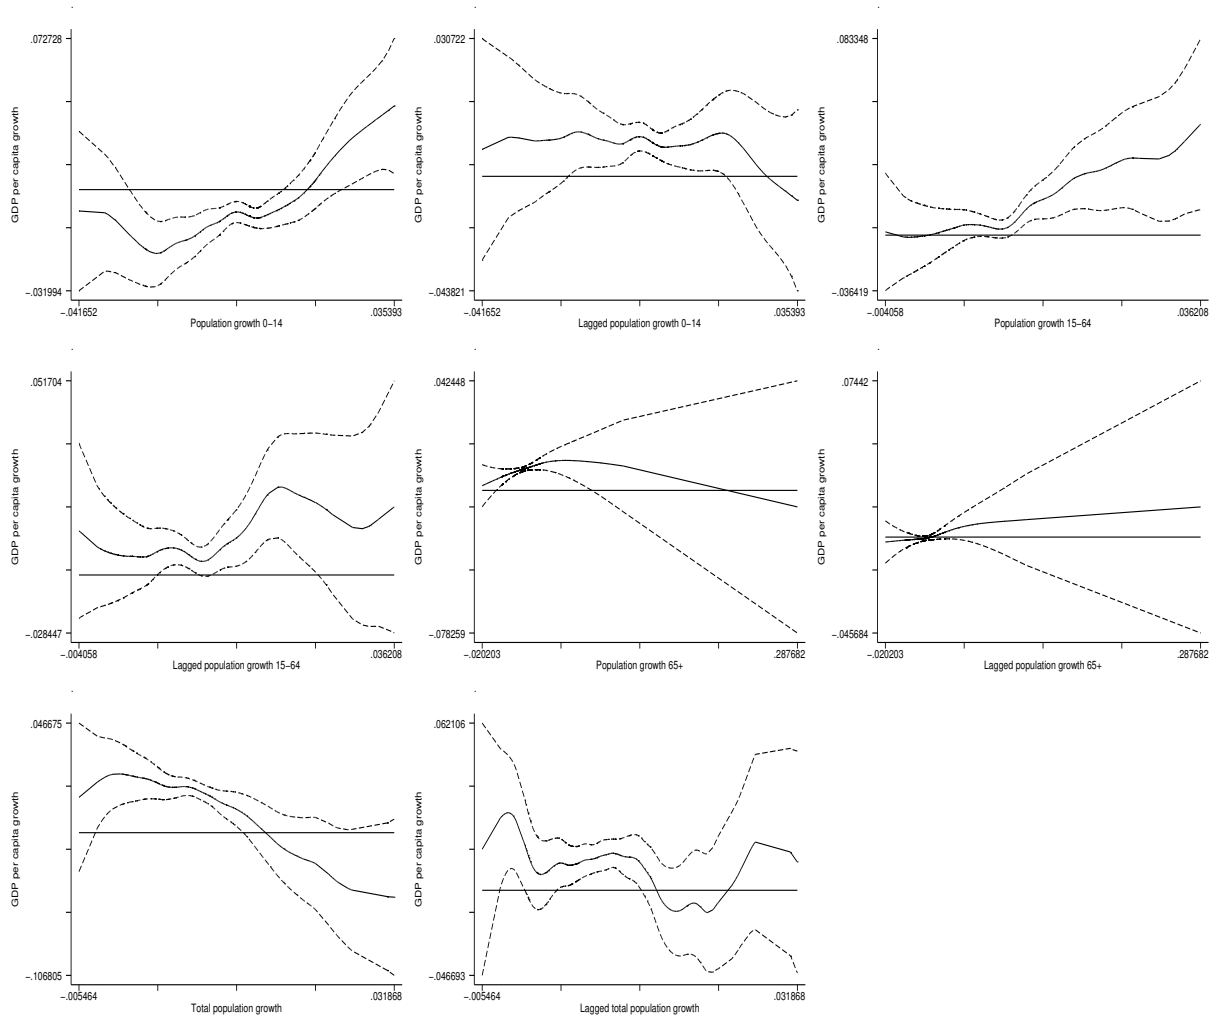 .072728
GDP per capita growth
−.031994
−.041652
.035393
Population growth 0−14
.030722
GDP per capita growth
−.043821
−.041652
.035393
Lagged population growth 0−14
.083348
GDP per capita growth
−.036419
−.004058
.036208
Population growth 15−64
.051704
GDP per capita growth
−.028447
−.004058
.036208
Lagged population growth 15−64
.042448
GDP per capita growth
−.078259
−.020203
.287682
Population growth 65+
.07442
GDP per capita growth
−.045684
−.020203
.287682
Lagged population growth 65+
.046675
GDP per capita growth
−.106805
−.005464
.031868
Total population growth
.062106
GDP per capita growth
−.046693
−.005464
.031868
Lagged total population growth